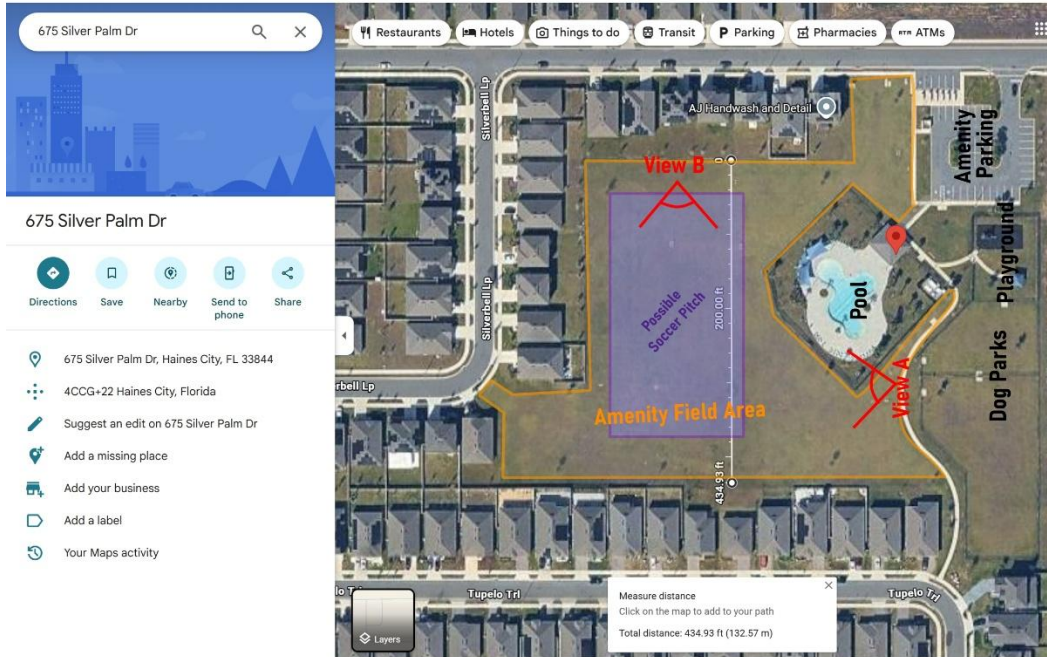 675 Silver Palm Dr
Restaurants
Hotels
Things to do
Transit
Parking
Pharmacies
ATMs
675 Silver Palm Dr
Directions
Save
Nearby
Send to
phone
Share
675 Silver Palm Dr, Haines City, FL 33844
4CCG+22 Haines City, Florida
Suggest an edit on 675 Silver Palm Dr
Add a missing place
Add your business
Add a label
Your Maps activity
Silverbell Lp
AJ Handwash and Detail
Amenity
Parking
View B
0
Silverbell Lp
Possible
Soccer Pitch
200.00 ft
Pool
Playground
rbell Lp
Amenity Field Area
View A
Dog Parks
434.93 ft
Tupelo Trl
Tupelo Trl
Layers
Measure distance
Click on the map to add to your path
Total distance: 434.93 ft (132.57 m)